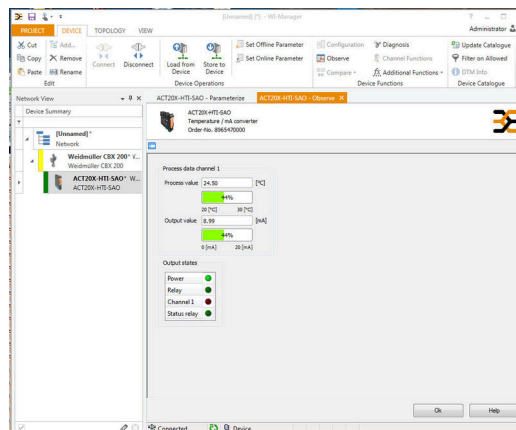 [Unnamed] (*) - WI-Manager
PROJECT DEVICE TOPOLOGY VIEW Administrator
Cut Add...
Copy Remove
Paste Rename
Edit
Connect Disconnect
Load from Device
Store to Device
Set Offline Parameter
Set Online Parameter
Device Operations
Configuration Diagnosis
Observe Channel Functions
Compare Additional Functions
Device Functions
Update Catalogue
Filter on Allowed
DTM Info
Device Catalogue
Network View
Device Summary
[Unnamed]*
Network
Weidmüller CBX 200* V...
Weidmüller CBX 200
ACT20X-HTI-SAO* W...
ACT20X-HTI-SAO
ACT20X-HTI-SAO - Parameterize ACT20X-HTI-SAO - Observe
ACT20X-HTI-SAO
Temperature / mA converter
Order-No. 8965470000
Process data channel 1
Process value 24.50 [°C]
44%
20 [°C] 30 [°C]
Output value 8.99 [mA]
44%
0 [mA] 20 [mA]
Output states
Power
Relay
Channel 1
Status relay
Ok Help
Connected Device